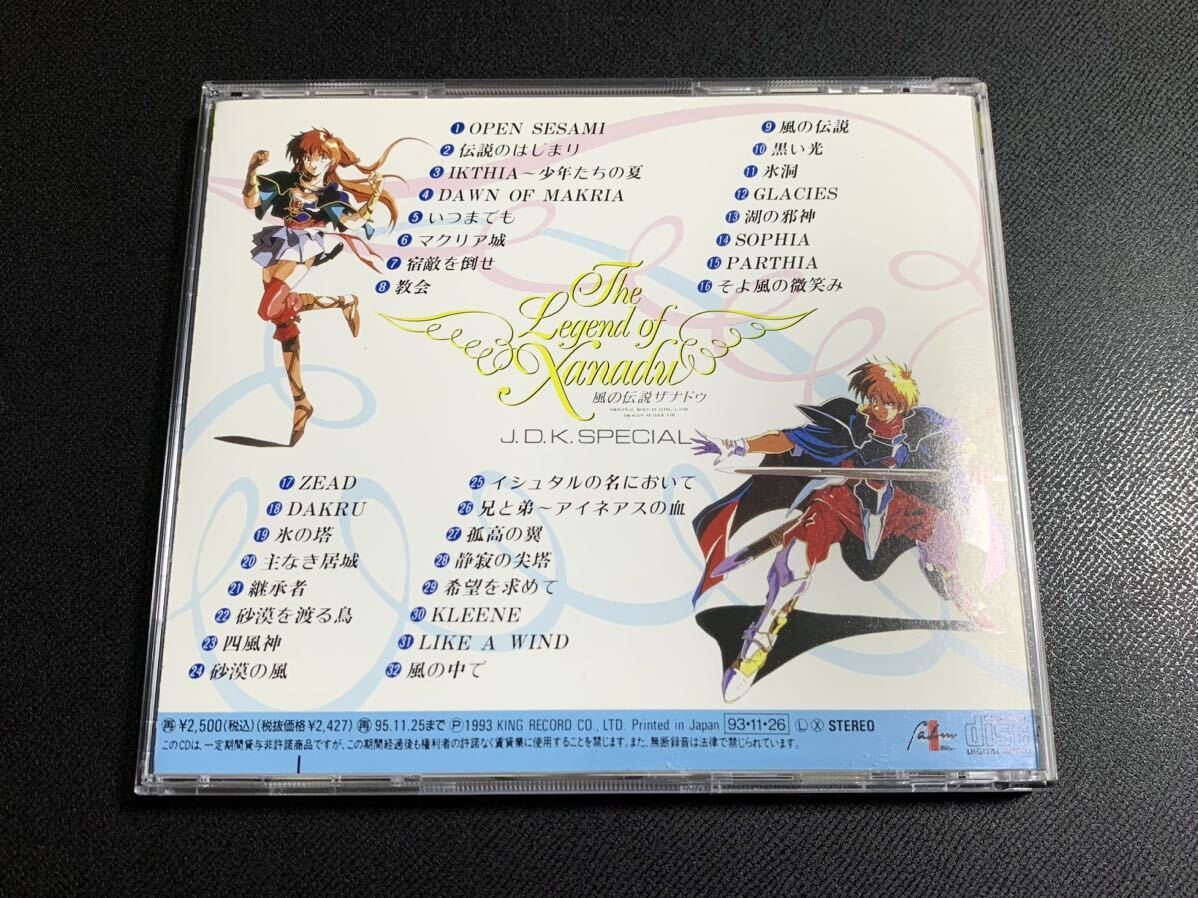 1 OPEN SESAMI
2 伝説のはじまり
3 IKTHIA～少年たちの夏
4 DAWN OF MAKRIA
5 いつまでも
6 マクリア城
7 宿敵を倒せ
8 教会
9 風の伝説
10 黒い光
11 氷洞
12 GLACIES
13 湖の邪神
14 SOPHIA
15 PARTHIA
16 そよ風の微笑み
The
Legend of
Xanadu
風の伝説ザナドゥ
ORIGINAL ROLE PLAYING GAME
DRAGON SLAYER VIII
J.D.K. SPECIAL
17 ZEAD
18 DAKRU
19 氷の塔
20 主なき居城
21 継承者
22 砂漠を渡る鳥
23 四風神
24 砂漠の風
25 イシュタルの名において
26 兄と弟～アイネアスの血
27 孤高の翼
28 静寂の尖塔
29 希望を求めて
30 KLEENE
31 LIKE A WIND
32 風の中で
再 ¥2,500(税込)(税抜価格¥2,427) 再 95.11.25まで Ⓟ1993 KING RECORD CO., LTD. Printed in Japan 93・11・26 Ⓛ Ⓧ STEREO
このCDは、一定期間貸与非許諾商品ですが、この期間経過後も権利者の許諾なく賃貸業に使用することを禁じます。また、無断録音は法律で禁じられています。
falcom
disc
DIGITAL AUDIO